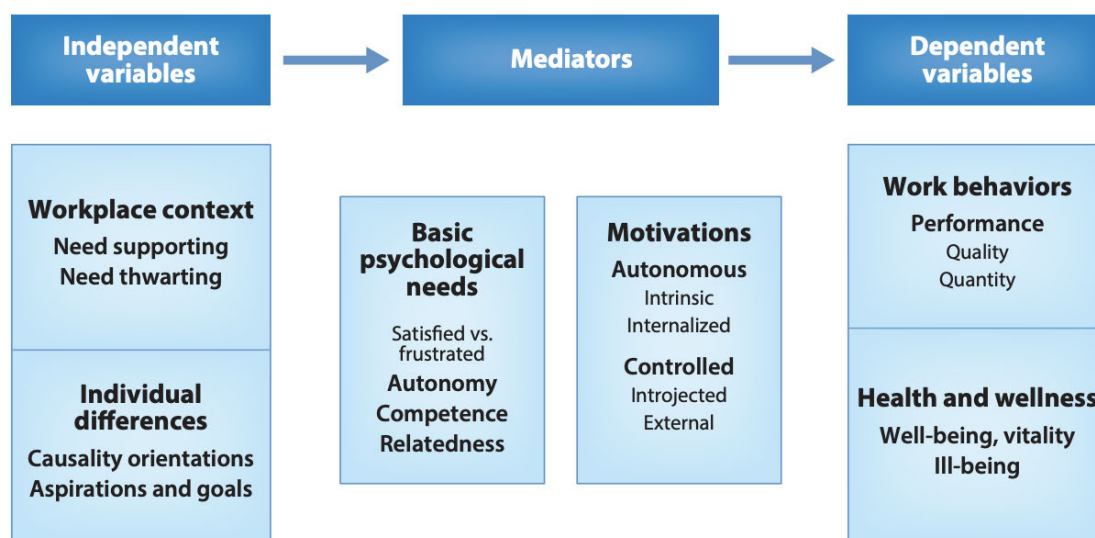 Independent
variables
Mediators
Dependent
variables
Workplace context
Need supporting
Need thwarting
Individual
differences
Causality orientations
Aspirations and goals
Basic
psychological
needs
Satisfied vs.
frustrated
Autonomy
Competence
Relatedness
Motivations
Autonomous
Intrinsic
Internalized
Controlled
Introjected
External
Work behaviors
Performance
Quality
Quantity
Health and wellness
Well-being, vitality
Ill-being